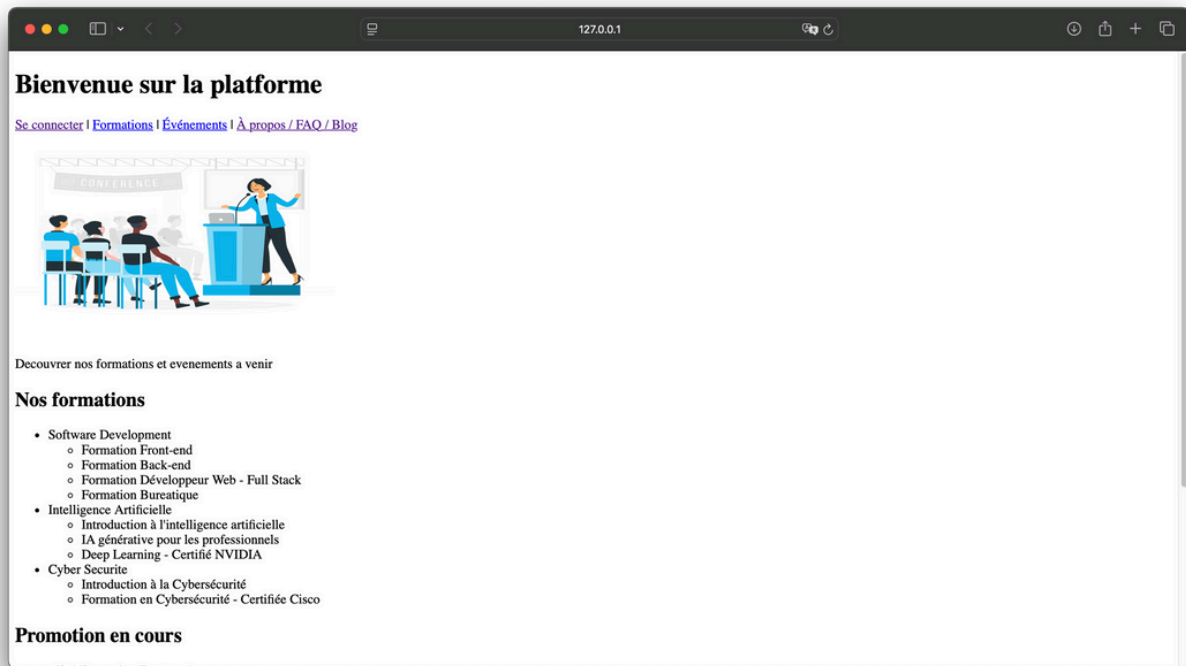 127.0.0.1
Bienvenue sur la platforme
Se connecter | Formations | Événements | À propos / FAQ / Blog
CONFERENCE
Decouvrer nos formations et evenements a venir
Nos formations
Software Development
Formation Front-end
Formation Back-end
Formation Développeur Web - Full Stack
Formation Bureatique
Intelligence Artificielle
Introduction à l'intelligence artificielle
IA générative pour les professionnels
Deep Learning - Certifié NVIDIA
Cyber Securite
Introduction à la Cybersécurité
Formation en Cybersécurité - Certifiée Cisco
Promotion en cours